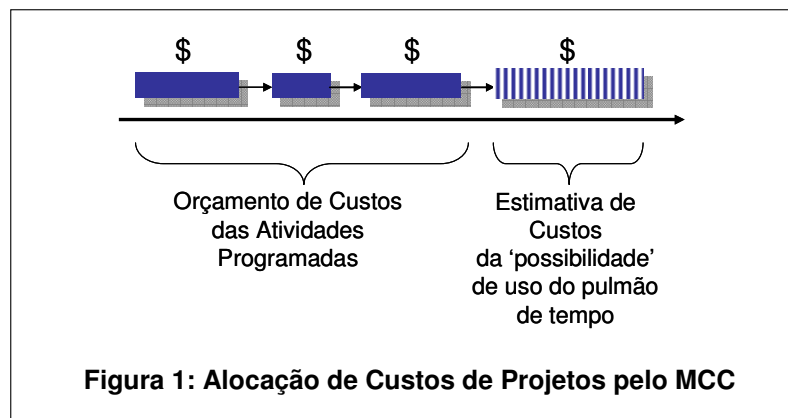 $ $ $ $
Orçamento de Custos
das Atividades
Programadas
Estimativa de
Custos
da 'possibilidade'
de uso do pulmão
de tempo
Figura 1: Alocação de Custos de Projetos pelo MCC